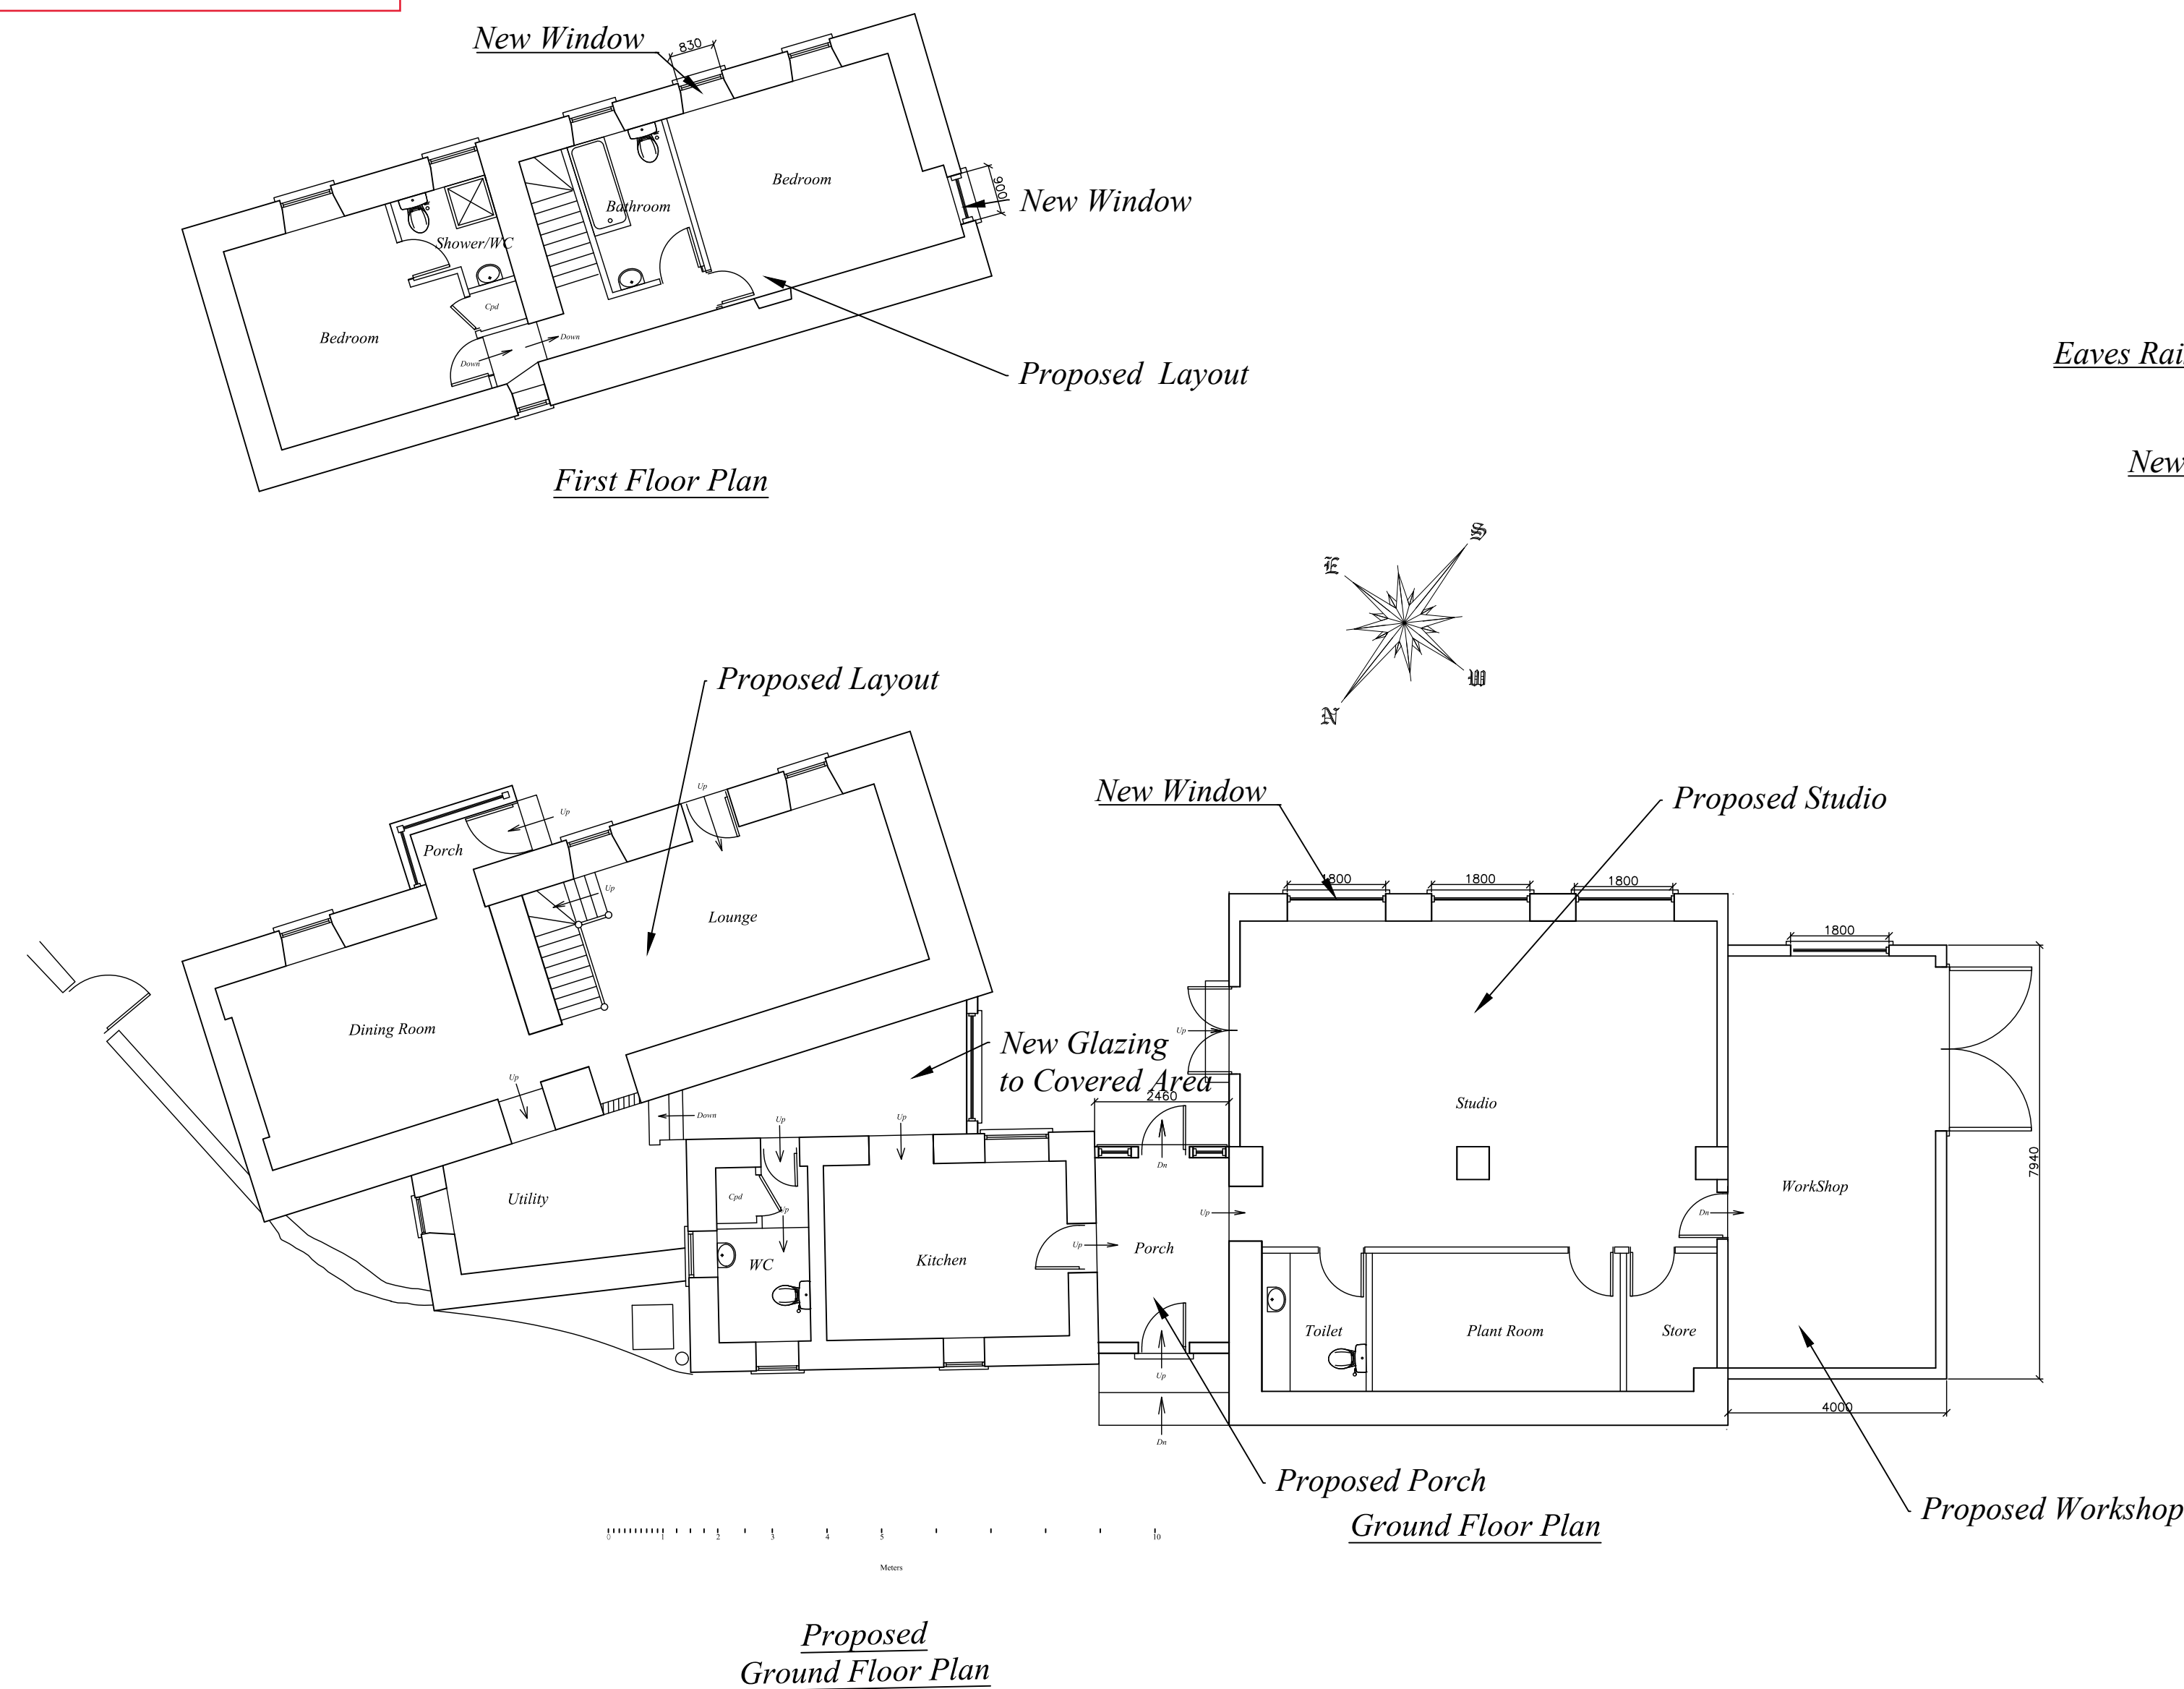 New Window
830
Bedroom
900
New Window
Bathroom
Shower/WC
Cpd
Bedroom
Down
Down
Proposed Layout
Eaves Rai
New
First Floor Plan
S
E
W
N
Proposed Layout
New Window
Proposed Studio
Up
Up
Porch
Up
Lounge
1800
1800
1800
1800
Dining Room
Up
New Glazing
to Covered Area
Up
2460
Studio
Up
Down
Up
Up
Dn
7940
Utility
Cpd
Up
WorkShop
Up
Dn
Up
Porch
WC
Kitchen
Toilet
Plant Room
Store
Up
4000
Dn
Proposed Porch
Proposed Workshop
Ground Floor Plan
0 1 2 3 4 5 10
Meters
Proposed
Ground Floor Plan